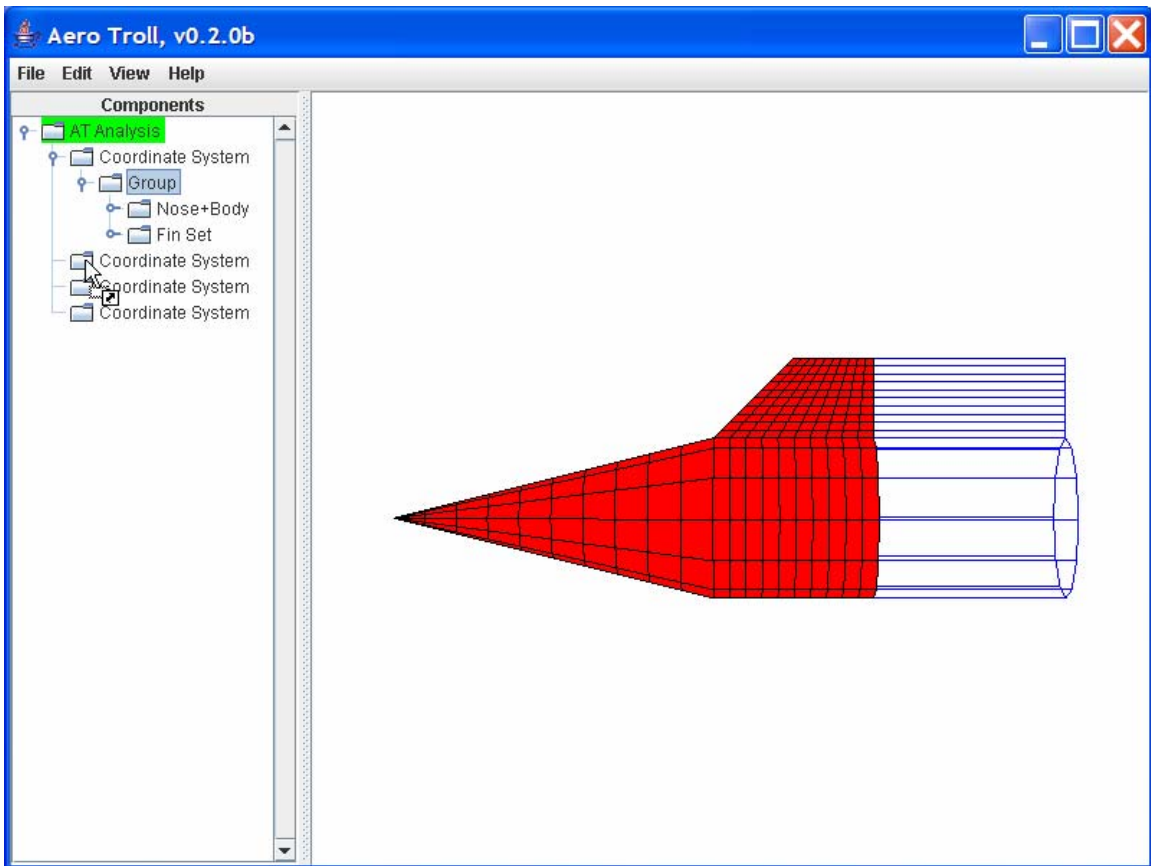 Aero Troll, v0.2.0b
File Edit View Help
Components
AT Analysis
Coordinate System
Group
Nose+Body
Fin Set
Coordinate System
Coordinate System
Coordinate System